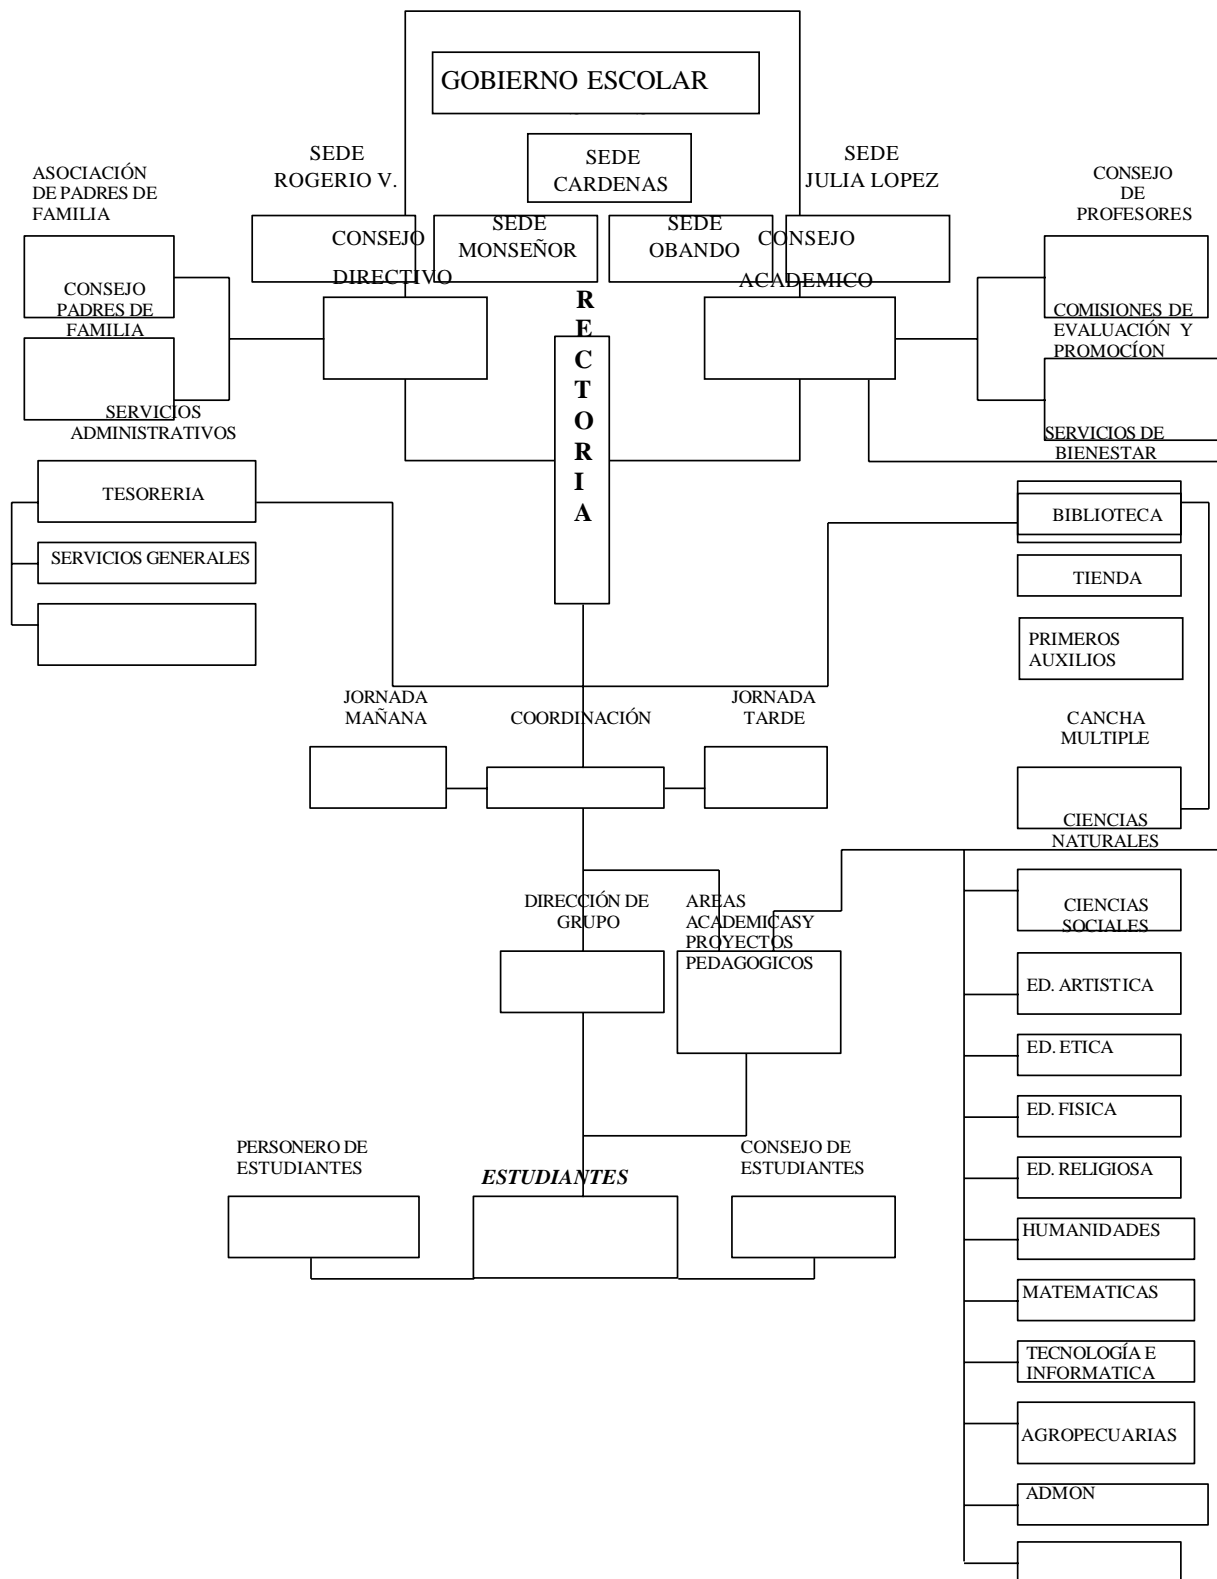 GOBIERNO ESCOLAR
SEDE
CARDENAS
SEDE
ROGERIO V.
SEDE
JULIA LOPEZ
ASOCIACIÓN
DE PADRES DE
FAMILIA
CONSEJO
DE
PROFESORES
SEDE
MONSEÑOR
SEDE
OBANDO
CONSEJO
DIRECTIVO
CONSEJO
ACADEMICO
CONSEJO
PADRES DE
FAMILIA
R
E
C
T
O
R
I
A
COMISIONES DE
EVALUACIÓN Y
PROMOCÍON
SERVICIOS
ADMINISTRATIVOS
SERVICIOS DE
BIENESTAR
TESORERIA
BIBLIOTECA
SERVICIOS GENERALES
TIENDA
PRIMEROS
AUXILIOS
JORNADA
MAÑANA
COORDINACIÓN
JORNADA
TARDE
CANCHA
MULTIPLE
CIENCIAS
NATURALES
DIRECCIÓN DE
GRUPO
AREAS
ACADEMICASY
PROYECTOS
PEDAGOGICOS
CIENCIAS
SOCIALES
ED. ARTISTICA
ED. ETICA
ED. FISICA
PERSONERO DE
ESTUDIANTES
ESTUDIANTES
CONSEJO DE
ESTUDIANTES
ED. RELIGIOSA
HUMANIDADES
MATEMATICAS
TECNOLOGÍA E
INFORMATICA
AGROPECUARIAS
ADMON